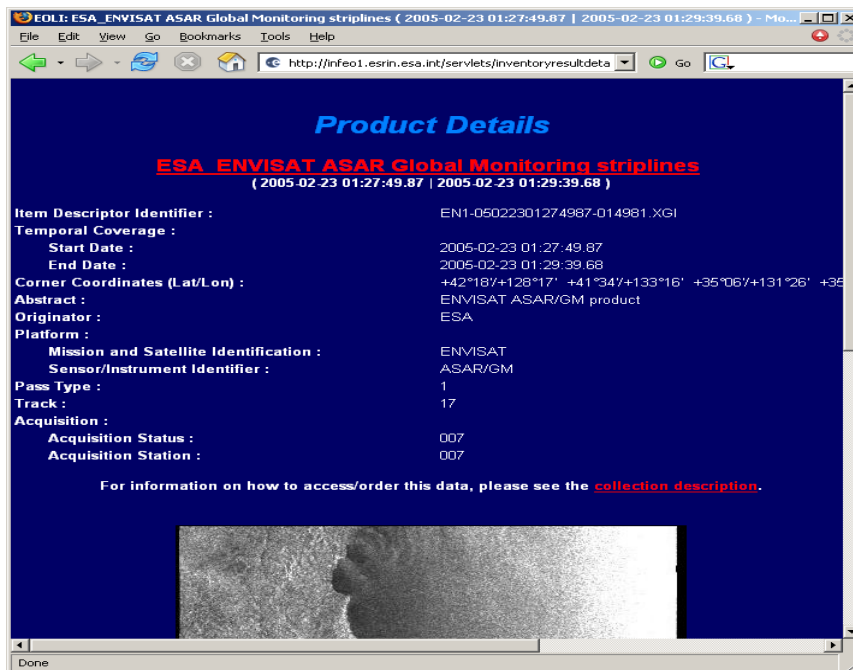 EOLI: ESA_ENVISAT ASAR Global Monitoring striplines ( 2005-02-23 01:27:49.87 | 2005-02-23 01:29:39.68 ) - Mo...
File Edit View Go Bookmarks Tools Help
http://infeo1.esrin.esa.int/servlets/inventoryresultdeta Go G
Product Details
ESA_ENVISAT ASAR Global Monitoring striplines
( 2005-02-23 01:27:49.87 | 2005-02-23 01:29:39.68 )
Item Descriptor Identifier : EN1-05022301274987-014981.XGI
Temporal Coverage :
Start Date : 2005-02-23 01:27:49.87
End Date : 2005-02-23 01:29:39.68
Corner Coordinates (Lat/Lon) : +42°18'/+128°17' +41°34'/+133°16' +35°06'/+131°26' +35
Abstract : ENVISAT ASAR/GM product
Originator : ESA
Platform :
Mission and Satellite Identification : ENVISAT
Sensor/Instrument Identifier : ASAR/GM
Pass Type : 1
Track : 17
Acquisition :
Acquisition Status : 007
Acquisition Station : 007
For information on how to access/order this data, please see the collection description.
Done